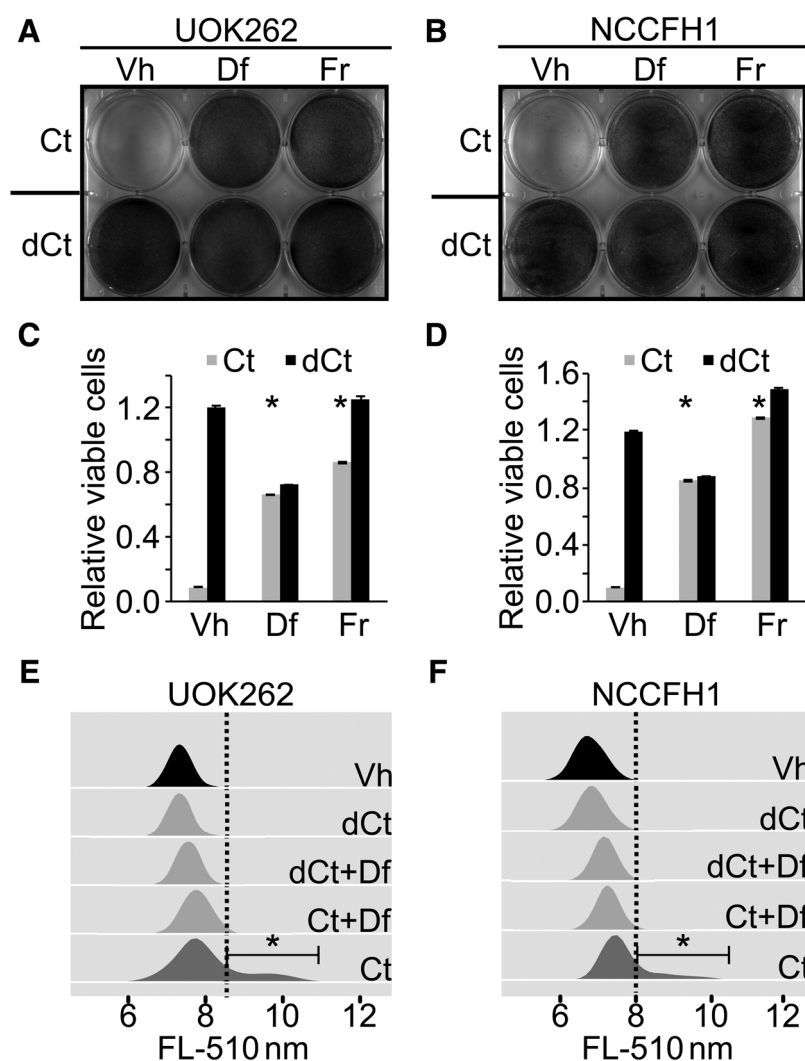 A
UOK262
Vh Df Fr
Ct
dCt
B
NCCFH1
Vh Df Fr
Ct
dCt
C
Relative viable cells
Ct dCt
1.2
0.8
0.4
0.0
* *
Vh Df Fr
D
Relative viable cells
Ct dCt
1.6
1.2
0.8
0.4
0.0
* *
Vh Df Fr
E
UOK262
Vh
dCt
dCt+Df
Ct+Df
*
Ct
6 8 10 12
FL-510 nm
F
NCCFH1
Vh
dCt
dCt+Df
Ct+Df
*
Ct
6 8 10 12
FL-510 nm